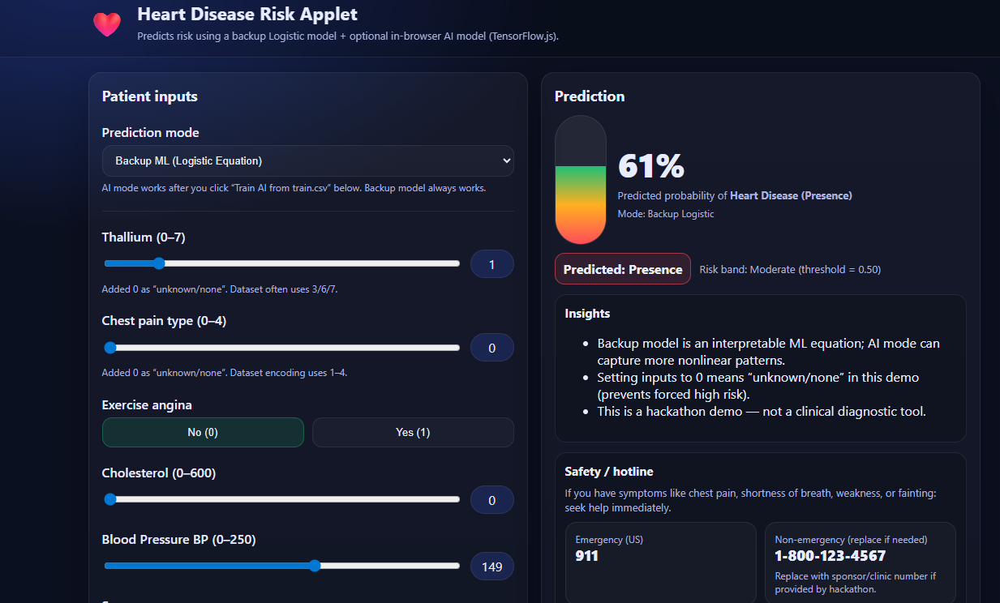 Heart Disease Risk Applet
Predicts risk using a backup Logistic model + optional in-browser AI model (TensorFlow.js).
Patient inputs
Prediction mode
Backup ML (Logistic Equation)
AI mode works after you click “Train AI from train.csv” below. Backup model always works.
Thallium (0–7)
1
Added 0 as “unknown/none”. Dataset often uses 3/6/7.
Chest pain type (0–4)
0
Added 0 as “unknown/none”. Dataset encoding uses 1–4.
Exercise angina
No (0)
Yes (1)
Cholesterol (0–600)
0
Blood Pressure BP (0–250)
149
Prediction
61%
Predicted probability of Heart Disease (Presence)
Mode: Backup Logistic
Predicted: Presence
Risk band: Moderate (threshold = 0.50)
Insights
• Backup model is an interpretable ML equation; AI mode can
capture more nonlinear patterns.
• Setting inputs to 0 means “unknown/none” in this demo
(prevents forced high risk).
• This is a hackathon demo — not a clinical diagnostic tool.
Safety / hotline
If you have symptoms like chest pain, shortness of breath, weakness, or fainting:
seek help immediately.
Emergency (US)
911
Non-emergency (replace if needed)
1-800-123-4567
Replace with sponsor/clinic number if
provided by hackathon.